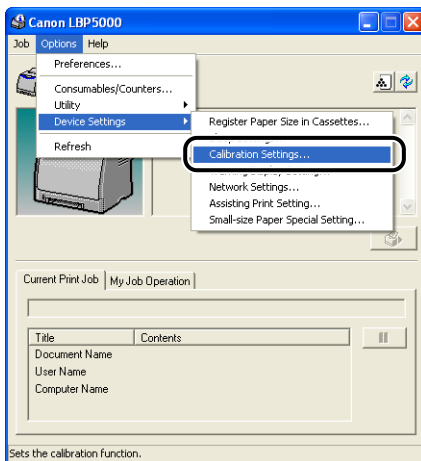 Canon LBP5000
Job Options Help
Preferences...
Consumables/Counters...
Utility
Device Settings
Refresh
Register Paper Size in Cassettes...
Calibration Settings...
Network Settings...
Assisting Print Setting...
Small-size Paper Special Setting...
Current Print Job My Job Operation
Title Contents
Document Name
User Name
Computer Name
Sets the calibration function.